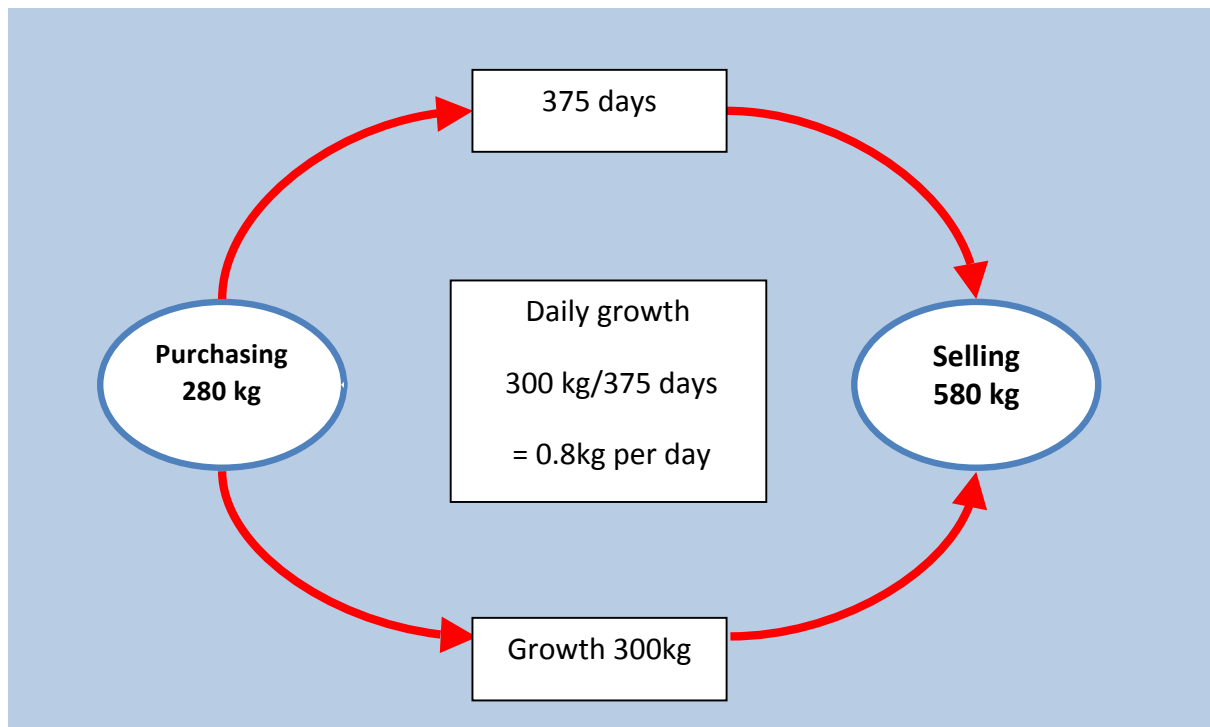 375 days
Daily growth
300 kg/375 days
= 0.8kg per day
Purchasing
280 kg
Selling
580 kg
Growth 300kg